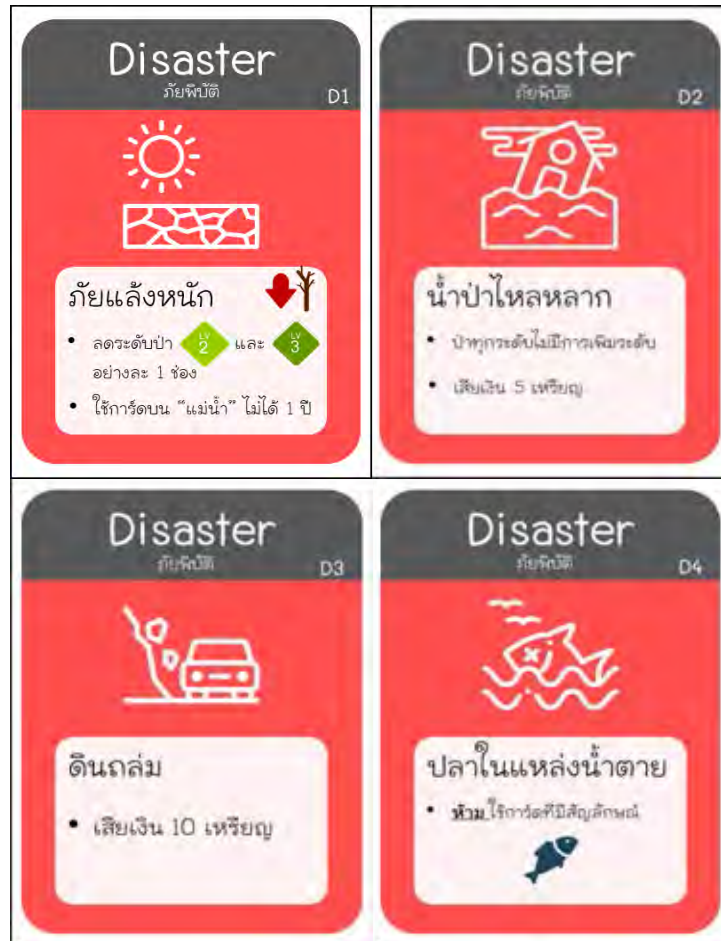 Disaster
ภัยพิบัติ
D1
ภัยแล้งหนัก
• ลดระดับป่า LV 2 และ LV 3
อย่างละ 1 ช่อง
• ใช้การ์ดบน “แม่น้ำ” ไม่ได้ 1 ปี
Disaster
ภัยพิบัติ
D2
น้ำป่าไหลหลาก
• ป่าทุกระดับไม่มีการเพิ่มระดับ
• เสียเงิน 5 เหรียญ
Disaster
ภัยพิบัติ
D3
ดินถล่ม
• เสียเงิน 10 เหรียญ
Disaster
ภัยพิบัติ
D4
ปลาในแหล่งน้ำตาย
• ห้าม ใช้การ์ดที่มีสัญลักษณ์